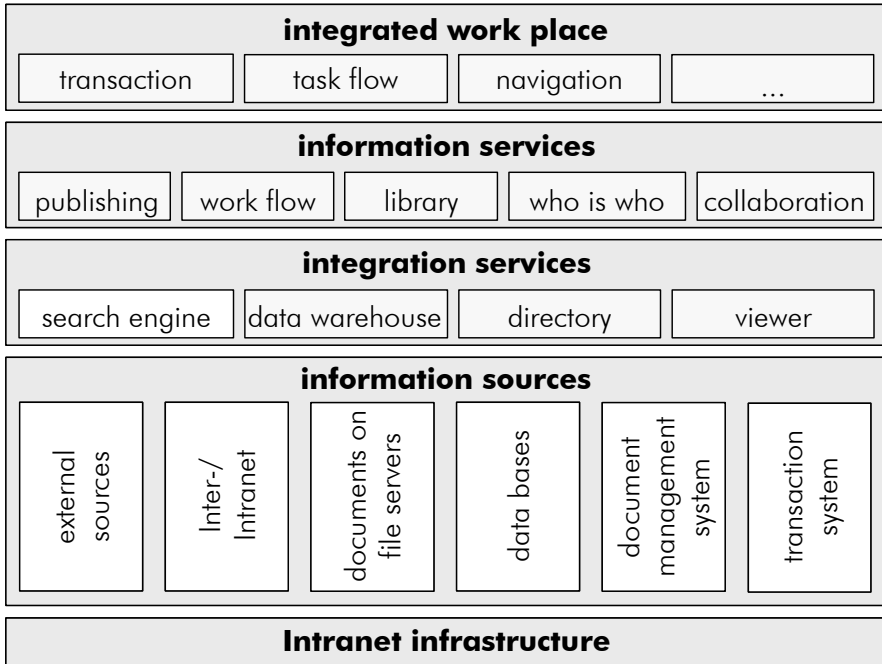 integrated work place
transaction
task flow
navigation
...
information services
publishing
work flow
library
who is who
collaboration
integration services
search engine
data warehouse
directory
viewer
information sources
external
sources
Inter-/
Intranet
documents on
file servers
data bases
document
management
system
transaction
system
Intranet infrastructure